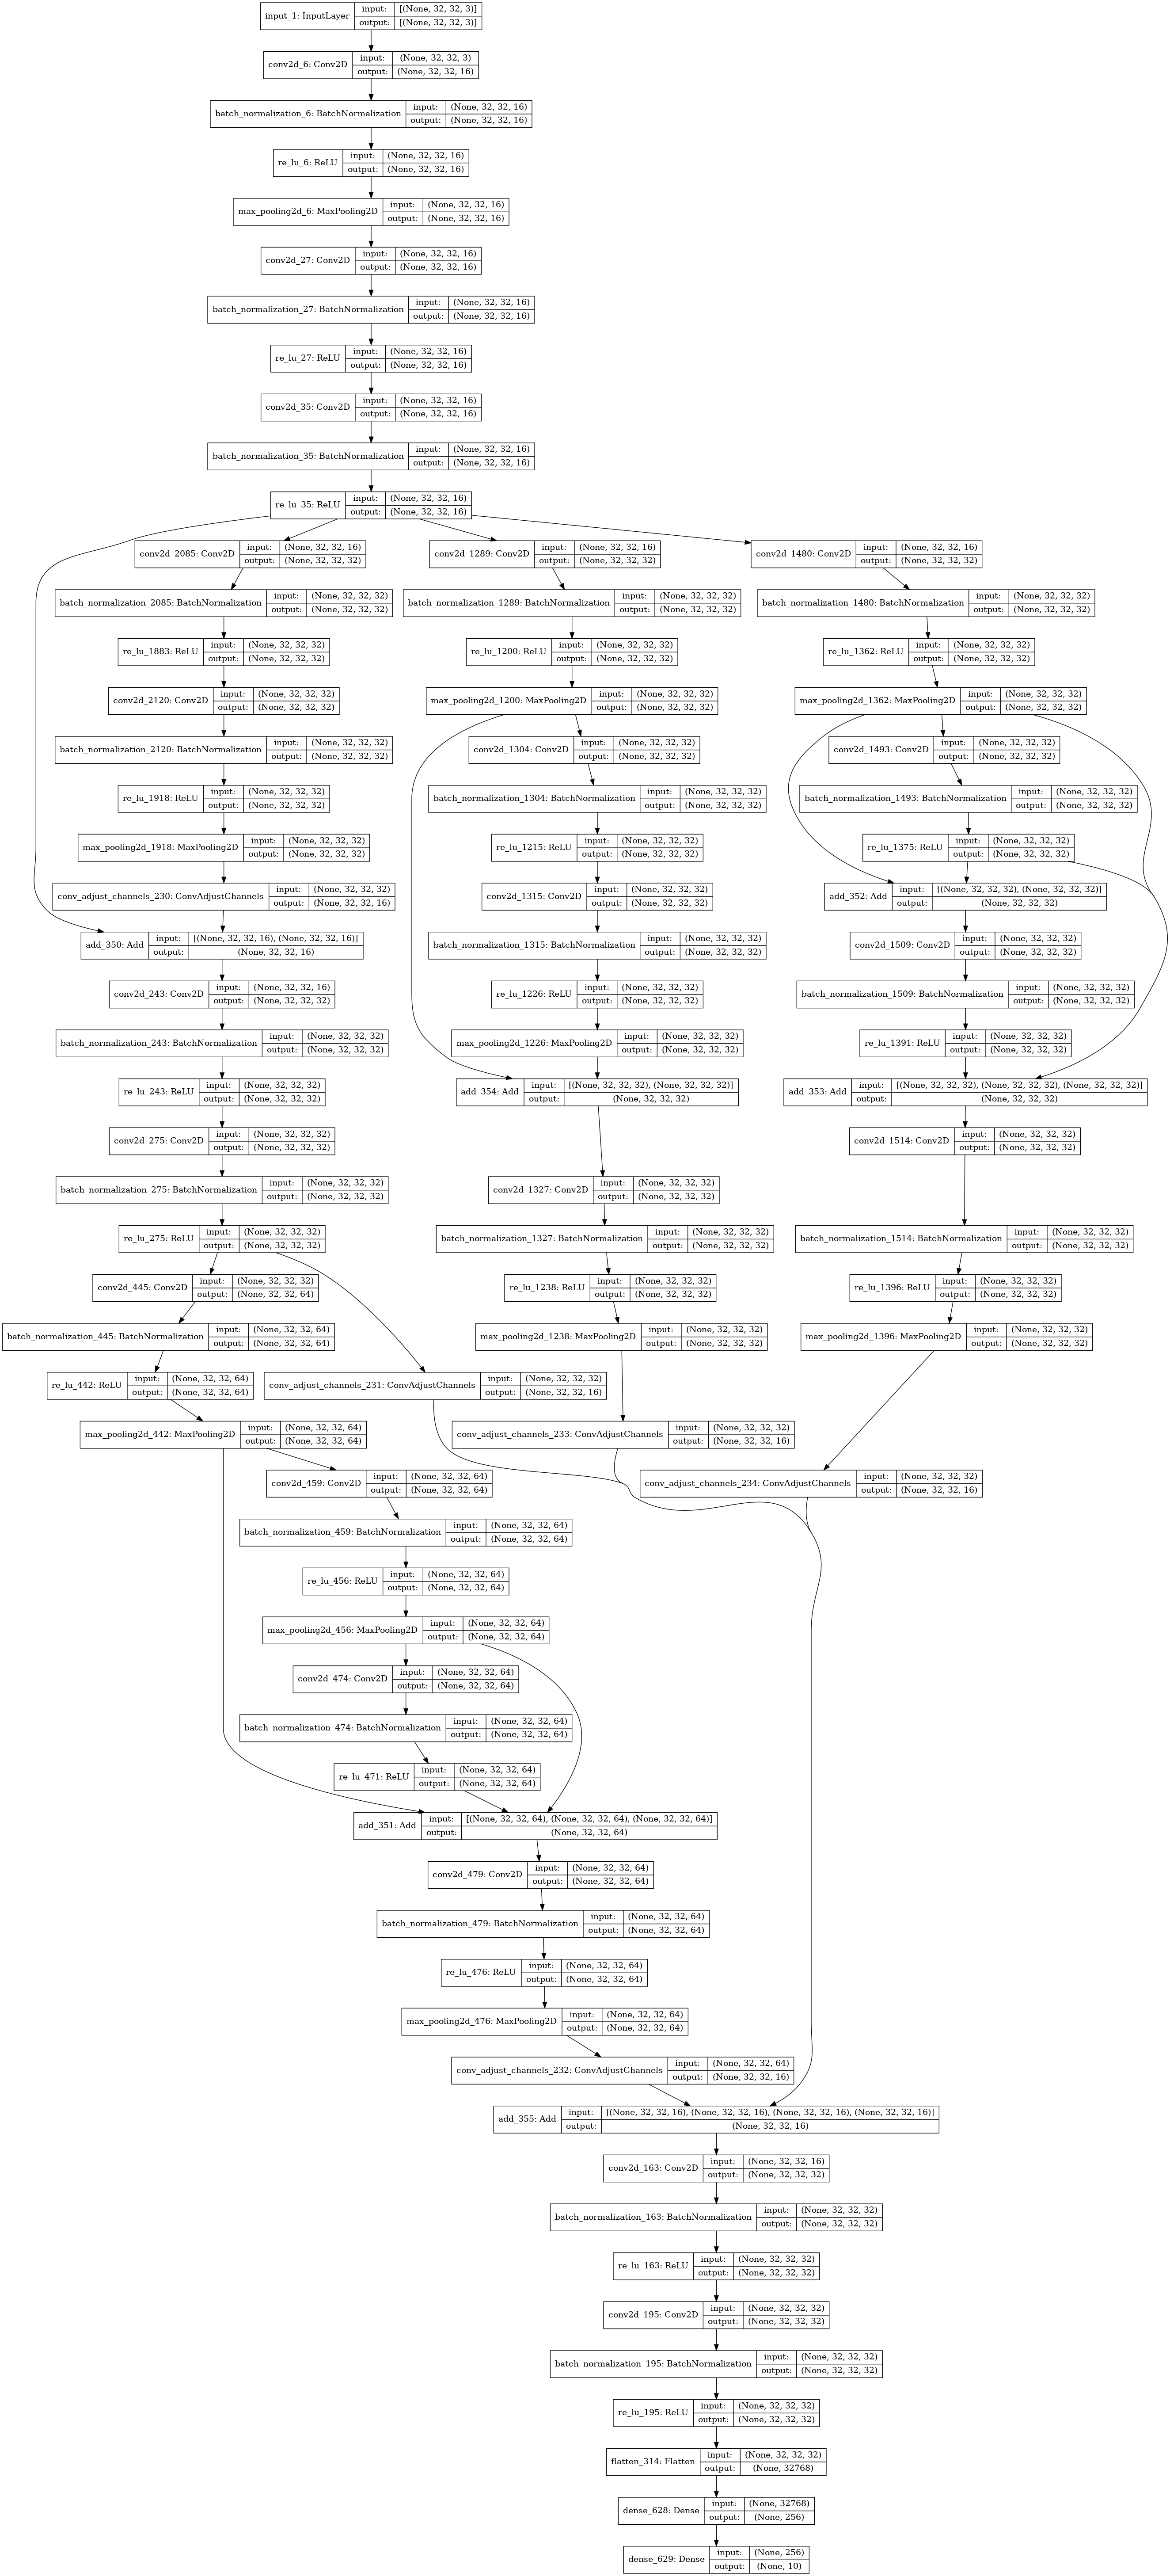 input_1: InputLayer
input: [(None, 32, 32, 3)]
output: [(None, 32, 32, 3)]
conv2d_6: Conv2D
input: (None, 32, 32, 3)
output: (None, 32, 32, 16)
batch_normalization_6: BatchNormalization
input: (None, 32, 32, 16)
output: (None, 32, 32, 16)
re_lu_6: ReLU
input: (None, 32, 32, 16)
output: (None, 32, 32, 16)
max_pooling2d_6: MaxPooling2D
input: (None, 32, 32, 16)
output: (None, 32, 32, 16)
conv2d_27: Conv2D
input: (None, 32, 32, 16)
output: (None, 32, 32, 16)
batch_normalization_27: BatchNormalization
input: (None, 32, 32, 16)
output: (None, 32, 32, 16)
re_lu_27: ReLU
input: (None, 32, 32, 16)
output: (None, 32, 32, 16)
conv2d_35: Conv2D
input: (None, 32, 32, 16)
output: (None, 32, 32, 16)
batch_normalization_35: BatchNormalization
input: (None, 32, 32, 16)
output: (None, 32, 32, 16)
re_lu_35: ReLU
input: (None, 32, 32, 16)
output: (None, 32, 32, 16)
conv2d_2085: Conv2D
input: (None, 32, 32, 16)
output: (None, 32, 32, 32)
conv2d_1289: Conv2D
input: (None, 32, 32, 16)
output: (None, 32, 32, 32)
conv2d_1480: Conv2D
input: (None, 32, 32, 16)
output: (None, 32, 32, 32)
batch_normalization_2085: BatchNormalization
input: (None, 32, 32, 32)
output: (None, 32, 32, 32)
batch_normalization_1289: BatchNormalization
input: (None, 32, 32, 32)
output: (None, 32, 32, 32)
batch_normalization_1480: BatchNormalization
input: (None, 32, 32, 32)
output: (None, 32, 32, 32)
re_lu_1883: ReLU
input: (None, 32, 32, 32)
output: (None, 32, 32, 32)
re_lu_1200: ReLU
input: (None, 32, 32, 32)
output: (None, 32, 32, 32)
re_lu_1362: ReLU
input: (None, 32, 32, 32)
output: (None, 32, 32, 32)
conv2d_2120: Conv2D
input: (None, 32, 32, 32)
output: (None, 32, 32, 32)
max_pooling2d_1200: MaxPooling2D
input: (None, 32, 32, 32)
output: (None, 32, 32, 32)
max_pooling2d_1362: MaxPooling2D
input: (None, 32, 32, 32)
output: (None, 32, 32, 32)
batch_normalization_2120: BatchNormalization
input: (None, 32, 32, 32)
output: (None, 32, 32, 32)
conv2d_1304: Conv2D
input: (None, 32, 32, 32)
output: (None, 32, 32, 32)
conv2d_1493: Conv2D
input: (None, 32, 32, 32)
output: (None, 32, 32, 32)
re_lu_1918: ReLU
input: (None, 32, 32, 32)
output: (None, 32, 32, 32)
batch_normalization_1304: BatchNormalization
input: (None, 32, 32, 32)
output: (None, 32, 32, 32)
batch_normalization_1493: BatchNormalization
input: (None, 32, 32, 32)
output: (None, 32, 32, 32)
max_pooling2d_1918: MaxPooling2D
input: (None, 32, 32, 32)
output: (None, 32, 32, 32)
re_lu_1215: ReLU
input: (None, 32, 32, 32)
output: (None, 32, 32, 32)
re_lu_1375: ReLU
input: (None, 32, 32, 32)
output: (None, 32, 32, 32)
conv_adjust_channels_230: ConvAdjustChannels
input: (None, 32, 32, 32)
output: (None, 32, 32, 16)
conv2d_1315: Conv2D
input: (None, 32, 32, 32)
output: (None, 32, 32, 32)
add_352: Add
input: [(None, 32, 32, 32), (None, 32, 32, 32)]
output: (None, 32, 32, 32)
add_350: Add
input: [(None, 32, 32, 16), (None, 32, 32, 16)]
output: (None, 32, 32, 16)
batch_normalization_1315: BatchNormalization
input: (None, 32, 32, 32)
output: (None, 32, 32, 32)
conv2d_1509: Conv2D
input: (None, 32, 32, 32)
output: (None, 32, 32, 32)
conv2d_243: Conv2D
input: (None, 32, 32, 16)
output: (None, 32, 32, 32)
re_lu_1226: ReLU
input: (None, 32, 32, 32)
output: (None, 32, 32, 32)
batch_normalization_1509: BatchNormalization
input: (None, 32, 32, 32)
output: (None, 32, 32, 32)
batch_normalization_243: BatchNormalization
input: (None, 32, 32, 32)
output: (None, 32, 32, 32)
max_pooling2d_1226: MaxPooling2D
input: (None, 32, 32, 32)
output: (None, 32, 32, 32)
re_lu_1391: ReLU
input: (None, 32, 32, 32)
output: (None, 32, 32, 32)
re_lu_243: ReLU
input: (None, 32, 32, 32)
output: (None, 32, 32, 32)
add_354: Add
input: [(None, 32, 32, 32), (None, 32, 32, 32)]
output: (None, 32, 32, 32)
add_353: Add
input: [(None, 32, 32, 32), (None, 32, 32, 32), (None, 32, 32, 32)]
output: (None, 32, 32, 32)
conv2d_275: Conv2D
input: (None, 32, 32, 32)
output: (None, 32, 32, 32)
conv2d_1514: Conv2D
input: (None, 32, 32, 32)
output: (None, 32, 32, 32)
batch_normalization_275: BatchNormalization
input: (None, 32, 32, 32)
output: (None, 32, 32, 32)
conv2d_1327: Conv2D
input: (None, 32, 32, 32)
output: (None, 32, 32, 32)
re_lu_275: ReLU
input: (None, 32, 32, 32)
output: (None, 32, 32, 32)
batch_normalization_1327: BatchNormalization
input: (None, 32, 32, 32)
output: (None, 32, 32, 32)
batch_normalization_1514: BatchNormalization
input: (None, 32, 32, 32)
output: (None, 32, 32, 32)
conv2d_445: Conv2D
input: (None, 32, 32, 32)
output: (None, 32, 32, 64)
re_lu_1238: ReLU
input: (None, 32, 32, 32)
output: (None, 32, 32, 32)
re_lu_1396: ReLU
input: (None, 32, 32, 32)
output: (None, 32, 32, 32)
batch_normalization_445: BatchNormalization
input: (None, 32, 32, 64)
output: (None, 32, 32, 64)
max_pooling2d_1238: MaxPooling2D
input: (None, 32, 32, 32)
output: (None, 32, 32, 32)
max_pooling2d_1396: MaxPooling2D
input: (None, 32, 32, 32)
output: (None, 32, 32, 32)
re_lu_442: ReLU
input: (None, 32, 32, 64)
output: (None, 32, 32, 64)
conv_adjust_channels_231: ConvAdjustChannels
input: (None, 32, 32, 32)
output: (None, 32, 32, 16)
max_pooling2d_442: MaxPooling2D
input: (None, 32, 32, 64)
output: (None, 32, 32, 64)
conv_adjust_channels_233: ConvAdjustChannels
input: (None, 32, 32, 32)
output: (None, 32, 32, 16)
conv2d_459: Conv2D
input: (None, 32, 32, 64)
output: (None, 32, 32, 64)
conv_adjust_channels_234: ConvAdjustChannels
input: (None, 32, 32, 32)
output: (None, 32, 32, 16)
batch_normalization_459: BatchNormalization
input: (None, 32, 32, 64)
output: (None, 32, 32, 64)
re_lu_456: ReLU
input: (None, 32, 32, 64)
output: (None, 32, 32, 64)
max_pooling2d_456: MaxPooling2D
input: (None, 32, 32, 64)
output: (None, 32, 32, 64)
conv2d_474: Conv2D
input: (None, 32, 32, 64)
output: (None, 32, 32, 64)
batch_normalization_474: BatchNormalization
input: (None, 32, 32, 64)
output: (None, 32, 32, 64)
re_lu_471: ReLU
input: (None, 32, 32, 64)
output: (None, 32, 32, 64)
add_351: Add
input: [(None, 32, 32, 64), (None, 32, 32, 64), (None, 32, 32, 64)]
output: (None, 32, 32, 64)
conv2d_479: Conv2D
input: (None, 32, 32, 64)
output: (None, 32, 32, 64)
batch_normalization_479: BatchNormalization
input: (None, 32, 32, 64)
output: (None, 32, 32, 64)
re_lu_476: ReLU
input: (None, 32, 32, 64)
output: (None, 32, 32, 64)
max_pooling2d_476: MaxPooling2D
input: (None, 32, 32, 64)
output: (None, 32, 32, 64)
conv_adjust_channels_232: ConvAdjustChannels
input: (None, 32, 32, 64)
output: (None, 32, 32, 16)
add_355: Add
input: [(None, 32, 32, 16), (None, 32, 32, 16), (None, 32, 32, 16), (None, 32, 32, 16)]
output: (None, 32, 32, 16)
conv2d_163: Conv2D
input: (None, 32, 32, 16)
output: (None, 32, 32, 32)
batch_normalization_163: BatchNormalization
input: (None, 32, 32, 32)
output: (None, 32, 32, 32)
re_lu_163: ReLU
input: (None, 32, 32, 32)
output: (None, 32, 32, 32)
conv2d_195: Conv2D
input: (None, 32, 32, 32)
output: (None, 32, 32, 32)
batch_normalization_195: BatchNormalization
input: (None, 32, 32, 32)
output: (None, 32, 32, 32)
re_lu_195: ReLU
input: (None, 32, 32, 32)
output: (None, 32, 32, 32)
flatten_314: Flatten
input: (None, 32, 32, 32)
output: (None, 32768)
dense_628: Dense
input: (None, 32768)
output: (None, 256)
dense_629: Dense
input: (None, 256)
output: (None, 10)